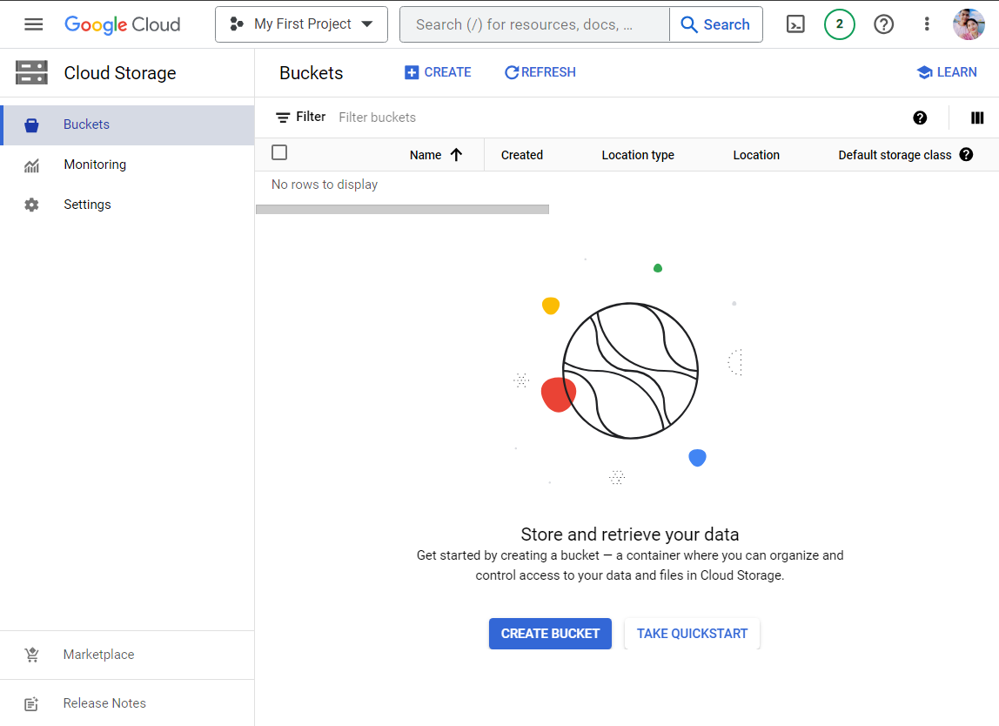 Google Cloud
My First Project
Search (/) for resources, docs, ...
Search
2
Cloud Storage
Buckets
CREATE
REFRESH
LEARN
Buckets
Monitoring
Settings
Filter
Filter buckets
Name
Created
Location type
Location
Default storage class
No rows to display
Store and retrieve your data
Get started by creating a bucket — a container where you can organize and
control access to your data and files in Cloud Storage.
CREATE BUCKET
TAKE QUICKSTART
Marketplace
Release Notes